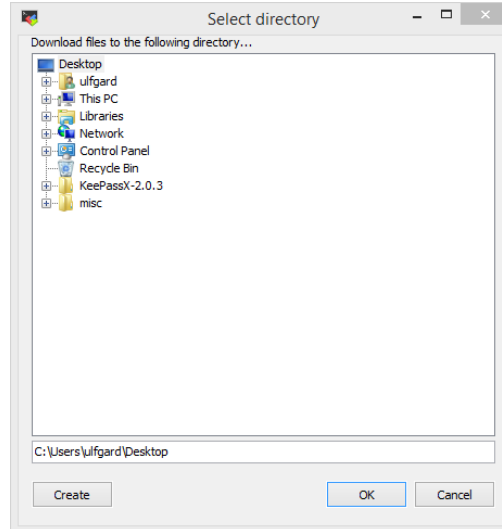 Select directory
Download files to the following directory...
Desktop
ulfgard
This PC
Libraries
Network
Control Panel
Recycle Bin
KeePassX-2.0.3
misc
C:\Users\ulfgard\Desktop
Create OK Cancel